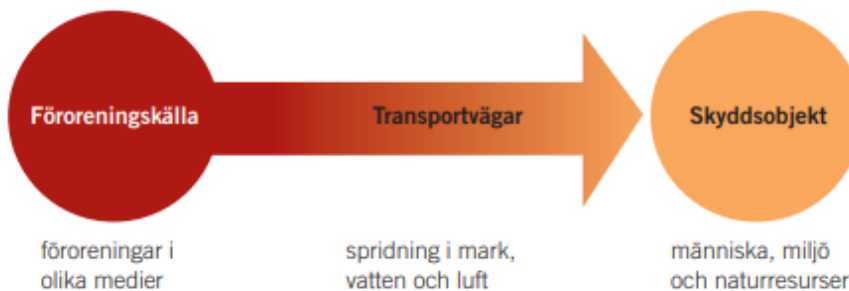 Föroreningskälla
Transportvägar
Skyddsobjekt
föroreningar i
olika medier
spridning i mark,
vatten och luft
människa, miljö
och naturresurser